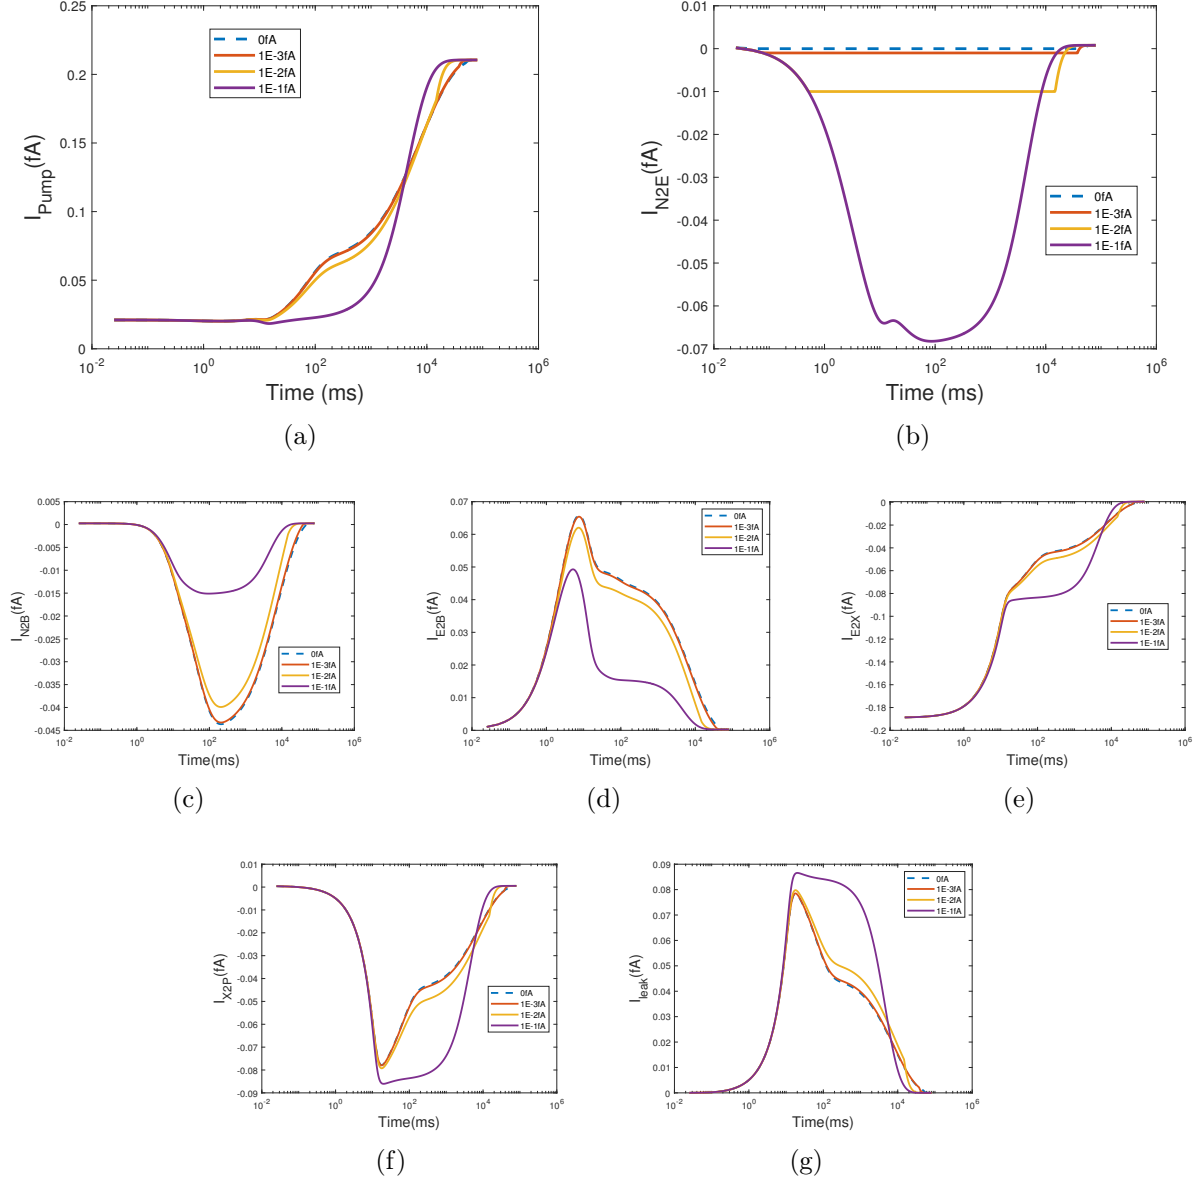 0.25
0.2
0.15
0.1
0.05
0
I_Pump(fA)
0fA
1E-3fA
1E-2fA
1E-1fA
10^-2 10^0 10^2 10^4 10^6
Time (ms)
(a)
0.01
0
-0.01
-0.02
-0.03
-0.04
-0.05
-0.06
-0.07
I_N2E(fA)
0fA
1E-3fA
1E-2fA
1E-1fA
10^-2 10^0 10^2 10^4 10^6
Time (ms)
(b)
0.005
0
-0.005
-0.01
-0.015
-0.02
-0.025
-0.03
-0.035
-0.04
-0.045
I_N2B(fA)
0fA
1E-3fA
1E-2fA
1E-1fA
10^-2 10^0 10^2 10^4 10^6
Time(ms)
(c)
0.07
0.06
0.05
0.04
0.03
0.02
0.01
0
I_E2B(fA)
0fA
1E-3fA
1E-2fA
1E-1fA
10^-2 10^0 10^2 10^4 10^6
Time(ms)
(d)
0
-0.02
-0.04
-0.06
-0.08
-0.1
-0.12
-0.14
-0.16
-0.18
-0.2
I_E2X(fA)
0fA
1E-3fA
1E-2fA
1E-1fA
10^-2 10^0 10^2 10^4 10^6
Time(ms)
(e)
0.01
0
-0.01
-0.02
-0.03
-0.04
-0.05
-0.06
-0.07
-0.08
-0.09
I_X2P(fA)
0fA
1E-3fA
1E-2fA
1E-1fA
10^-2 10^0 10^2 10^4 10^6
Time(ms)
(f)
0.09
0.08
0.07
0.06
0.05
0.04
0.03
0.02
0.01
0
I_leak(fA)
0fA
1E-3fA
1E-2fA
1E-1fA
10^-2 10^0 10^2 10^4 10^6
Time(ms)
(g)